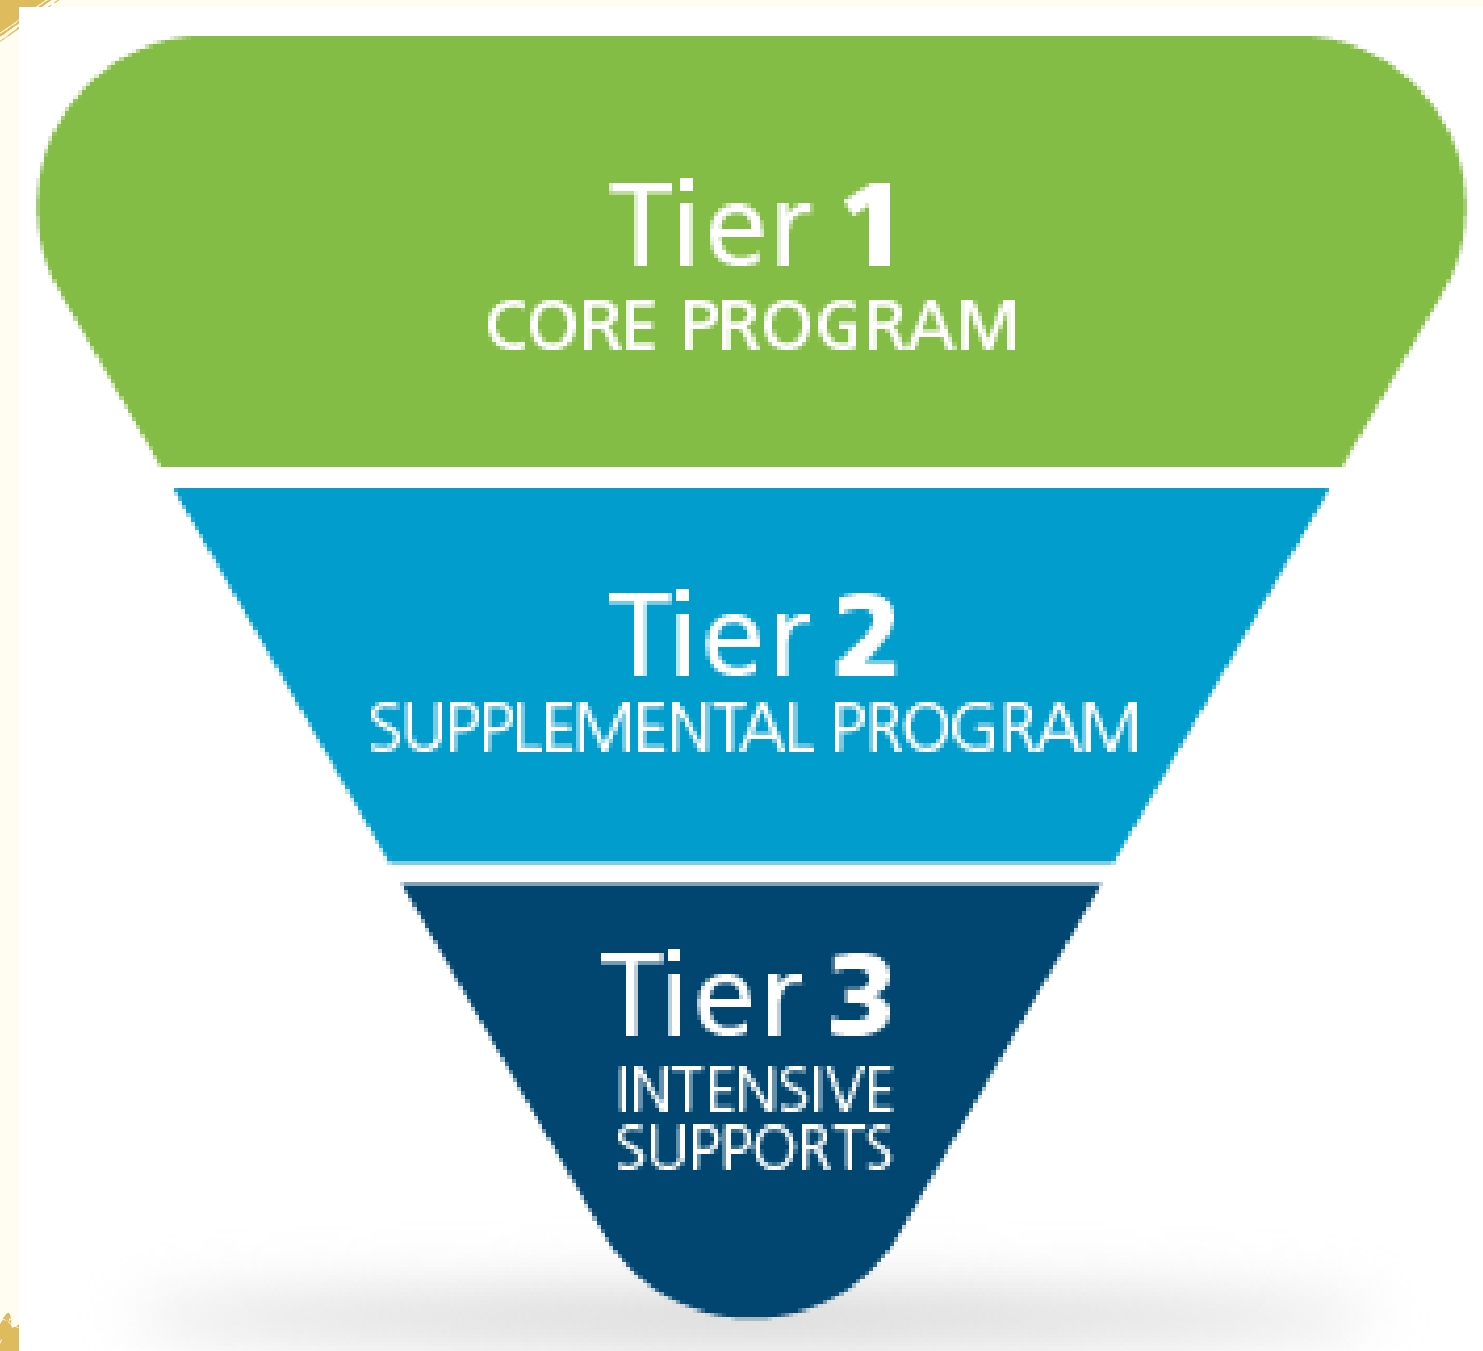 Tier 1
CORE PROGRAM
Tier 2
SUPPLEMENTAL PROGRAM
Tier 3
INTENSIVE
SUPPORTS